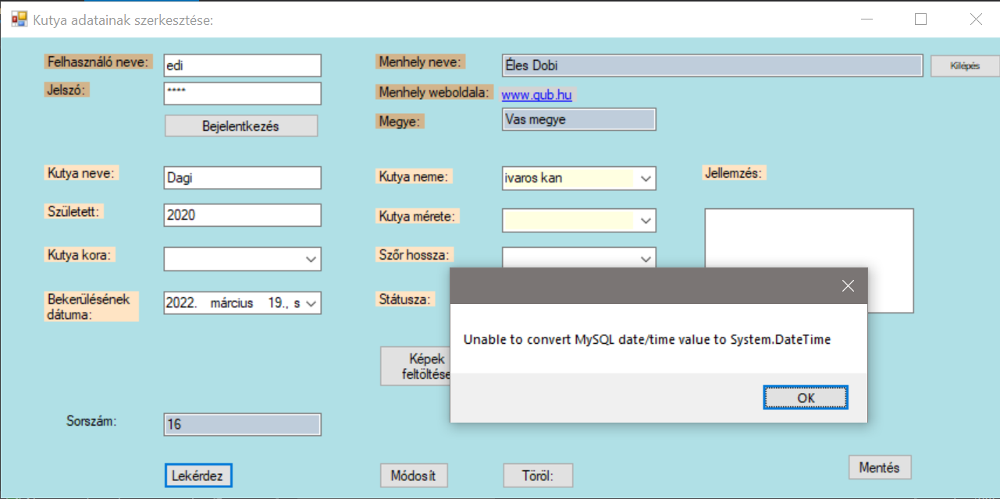 Kutya adatainak szerkesztése:
Felhasználó neve:
edi
Menhely neve:
Éles Dobi
Kilépés
Jelszó:
****
Menhely weboldala:
www.gub.hu
Bejelentkezés
Megye:
Vas megye
Kutya neve:
Dagi
Kutya neme:
ivaros kan
Jellemzés:
Született:
2020
Kutya mérete:
Kutya kora:
Szőr hossza:
Bekerülésének
dátuma:
2022. március 19., s
Státusza:
Unable to convert MySQL date/time value to System.DateTime
OK
Képek
feltöltése
Sorszám:
16
Lekérdez
Módosít
Töröl:
Mentés